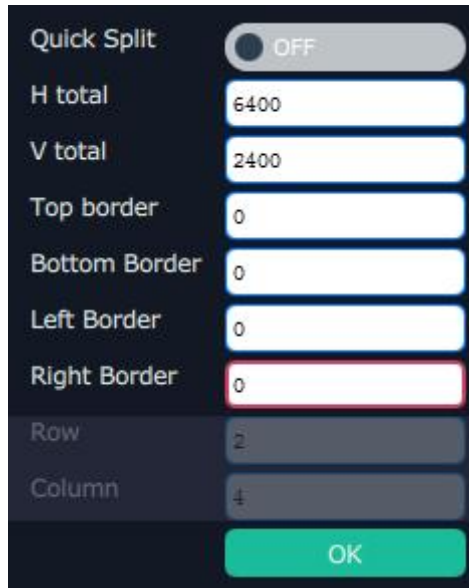 Quick Split OFF
H total 6400
V total 2400
Top border 0
Bottom Border 0
Left Border 0
Right Border 0
Row 2
Column 4
OK